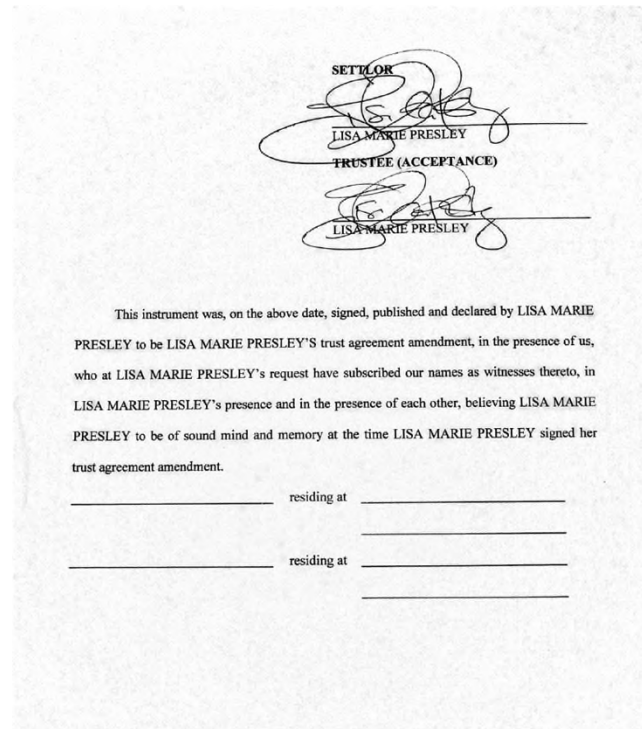 SETTLOR
LISA MARIE PRESLEY
TRUSTEE (ACCEPTANCE)
LISA MARIE PRESLEY
This instrument was, on the above date, signed, published and declared by LISA MARIE
PRESLEY to be LISA MARIE PRESLEY'S trust agreement amendment, in the presence of us,
who at LISA MARIE PRESLEY's request have subscribed our names as witnesses thereto, in
LISA MARIE PRESLEY's presence and in the presence of each other, believing LISA MARIE
PRESLEY to be of sound mind and memory at the time LISA MARIE PRESLEY signed her
trust agreement amendment.
residing at
residing at